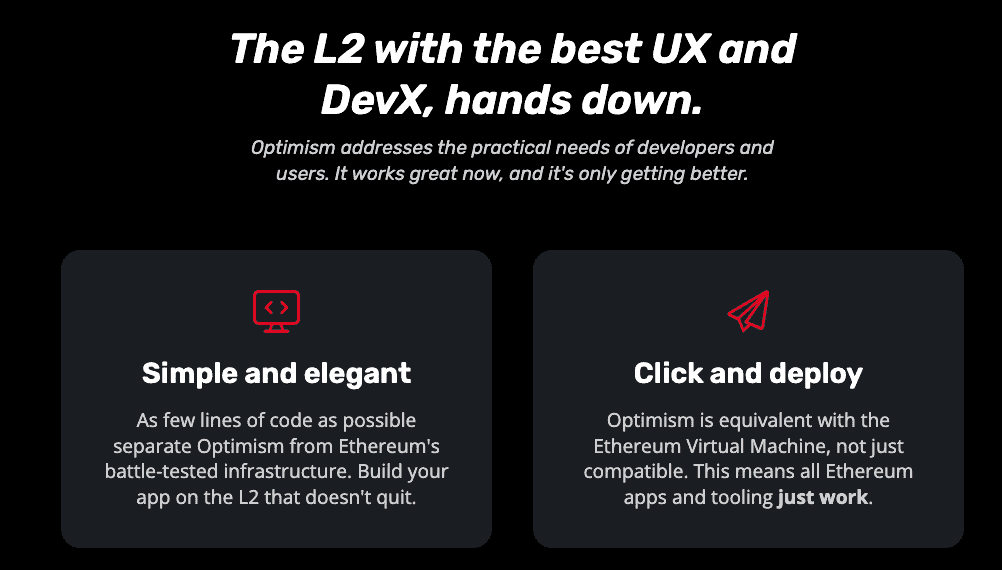 The L2 with the best UX and
DevX, hands down.
Optimism addresses the practical needs of developers and
users. It works great now, and it's only getting better.
Simple and elegant
As few lines of code as possible
separate Optimism from Ethereum's
battle-tested infrastructure. Build your
app on the L2 that doesn't quit.
Click and deploy
Optimism is equivalent with the
Ethereum Virtual Machine, not just
compatible. This means all Ethereum
apps and tooling just work.